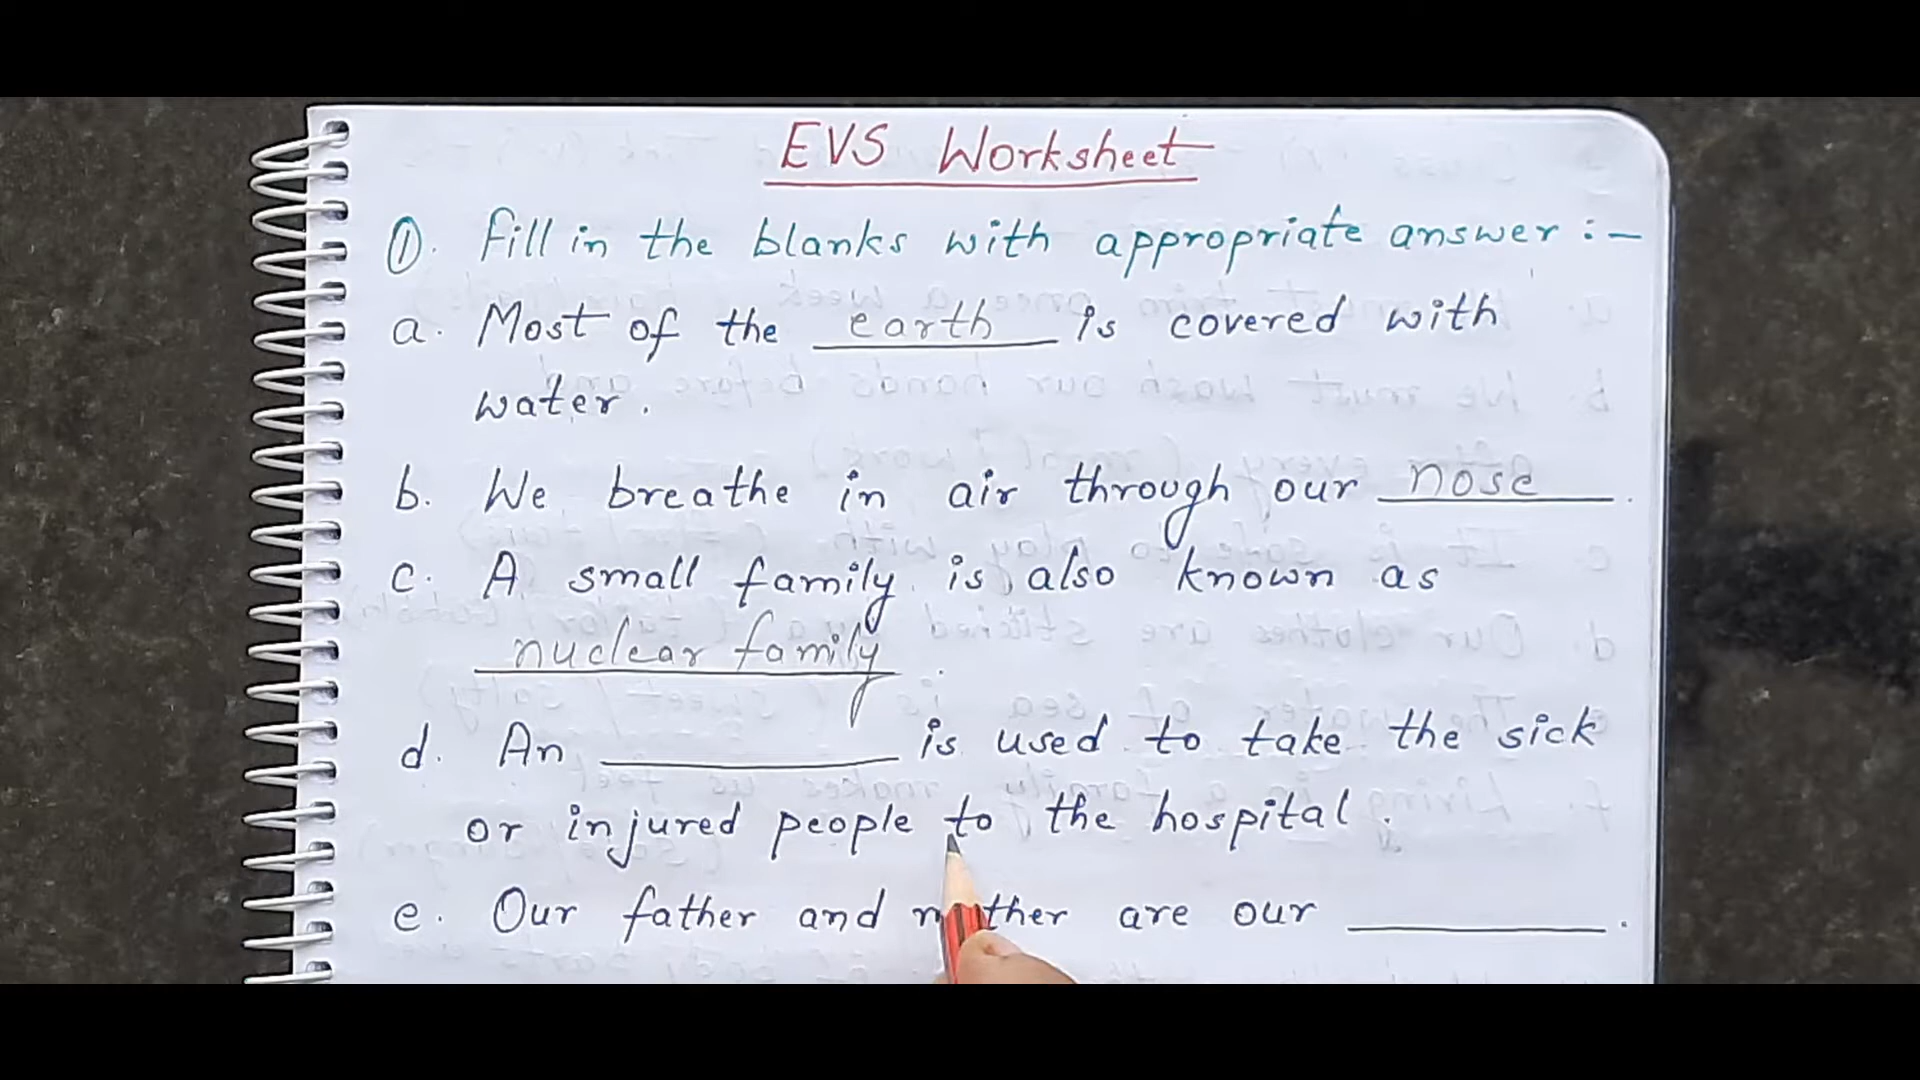 EVS Worksheet
①. Fill in the blanks with appropriate answer :-
a. Most of the earth is covered with
water.
b. We breathe in air through our nose.
c. A small family is also known as
nuclear family.
d. An __________ is used to take the sick
or injured people to the hospital.
e. Our father and mother are our __________.